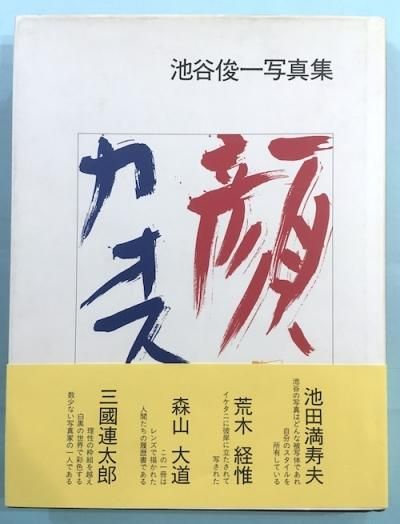 池谷俊一写真集
顔、
カオス
池田満寿夫
池谷の写真はどんな被写体であれ
自分のスタイルを
所有している
荒木経惟
イケタニに彼岸に立たされて
写された
森山大道
この一冊は
レンズで描かれた
人間たちの履歴書である
三國連太郎
理性の枠組を越え
白黒の世界で彩色する
数少ない写真家の一人である